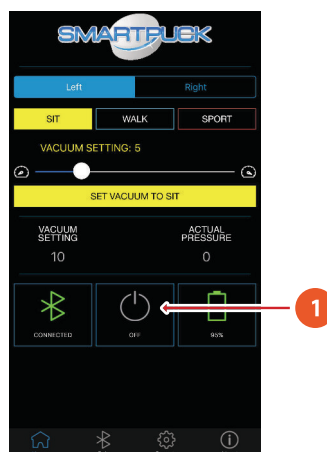 SMARTPUCK
Left Right
SIT WALK SPORT
VACUUM SETTING: 5
SET VACUUM TO SIT
VACUUM
SETTING
ACTUAL
PRESSURE
10 0
CONNECTED OFF 95%
1